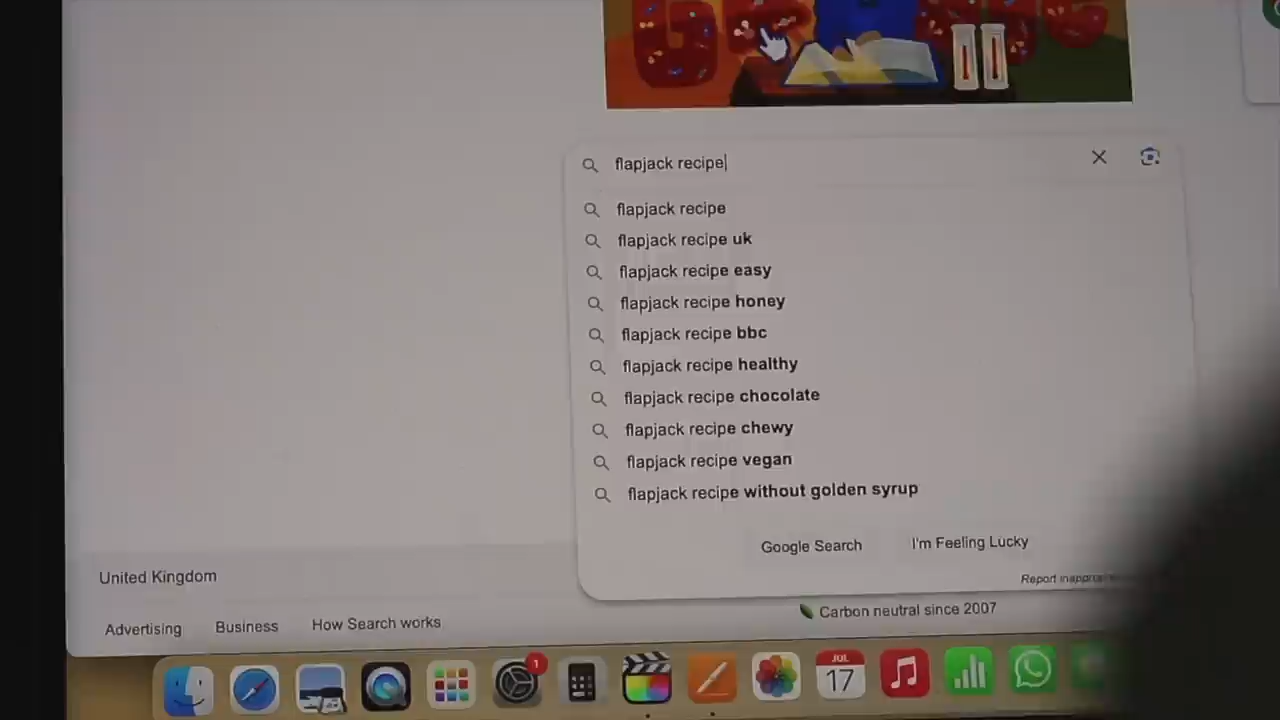 flapjack recipe
flapjack recipe
flapjack recipe uk
flapjack recipe easy
flapjack recipe honey
flapjack recipe bbc
flapjack recipe healthy
flapjack recipe chocolate
flapjack recipe chewy
flapjack recipe vegan
flapjack recipe without golden syrup
Google Search I'm Feeling Lucky
Report
United Kingdom
Carbon neutral since 2007
Advertising Business How Search works
1
JUL
17